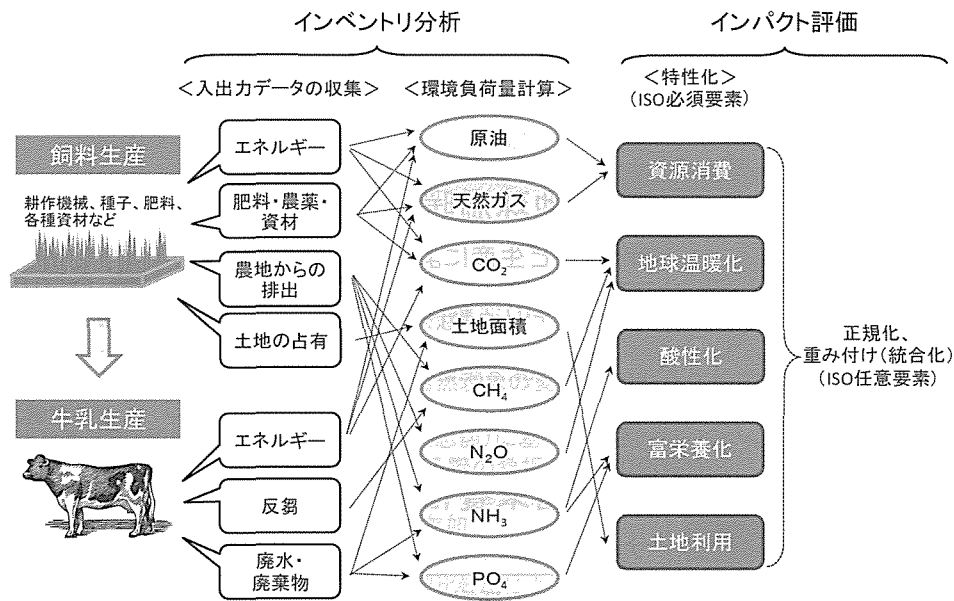 インベントリ分析
インパクト評価
＜入出力データの収集＞
＜環境負荷量計算＞
＜特性化＞
(ISO必須要素)
飼料生産
耕作機械、種子、肥料、
各種資材など
牛乳生産
エネルギー
肥料・農薬・
資材
農地からの
排出
土地の占有
エネルギー
反芻
廃水・
廃棄物
原油
天然ガス
CO₂
土地面積
CH₄
N₂O
NH₃
PO₄
資源消費
地球温暖化
酸性化
富栄養化
土地利用
正規化、
重み付け(統合化)
(ISO任意要素)